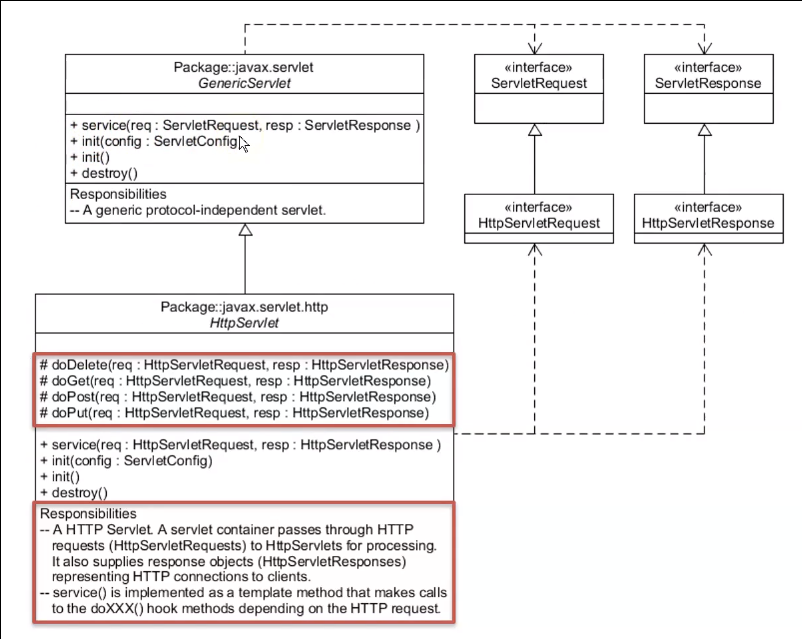 Package::javax.servlet
GenericServlet
+ service(req : ServletRequest, resp : ServletResponse )
+ init(config : ServletConfig
+ init()
+ destroy()
Responsibilities
-- A generic protocol-independent servlet.
«interface»
ServletRequest
«interface»
ServletResponse
«interface»
HttpServletRequest
«interface»
HttpServletResponse
Package::javax.servlet.http
HttpServlet
# doDelete(req : HttpServletRequest, resp : HttpServletResponse)
# doGet(req : HttpServletRequest, resp : HttpServletResponse)
# doPost(req : HttpServletRequest, resp : HttpServletResponse)
# doPut(req : HttpServletRequest, resp : HttpServletResponse)
+ service(req : HttpServletRequest, resp : HttpServletResponse )
+ init(config : ServletConfig)
+ init()
+ destroy()
Responsibilities
-- A HTTP Servlet. A servlet container passes through HTTP
requests (HttpServletRequests) to HttpServlets for processing.
It also supplies response objects (HttpServletResponses)
representing HTTP connections to clients.
-- service() is implemented as a template method that makes calls
to the doXXX() hook methods depending on the HTTP request.